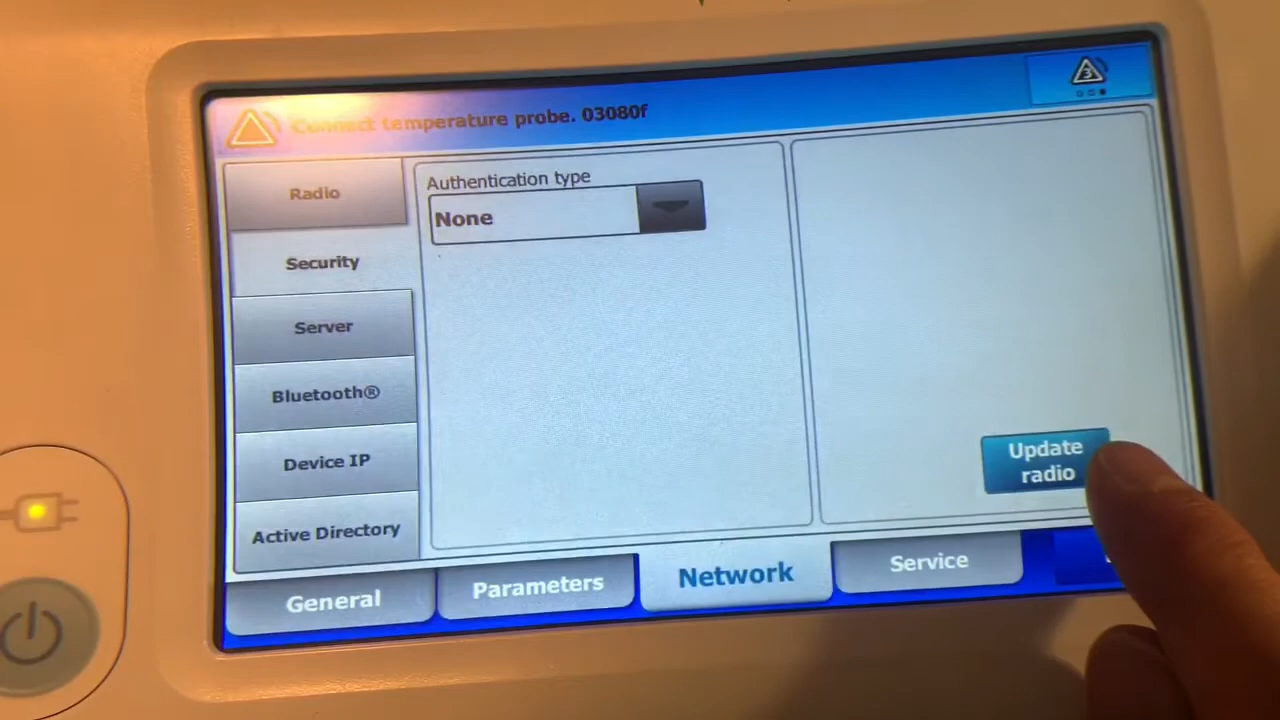 Connect temperature probe. 03080f
3
Radio
Security
Server
Bluetooth®
Device IP
Active Directory
Authentication type
None
Update
radio
General
Parameters
Network
Service